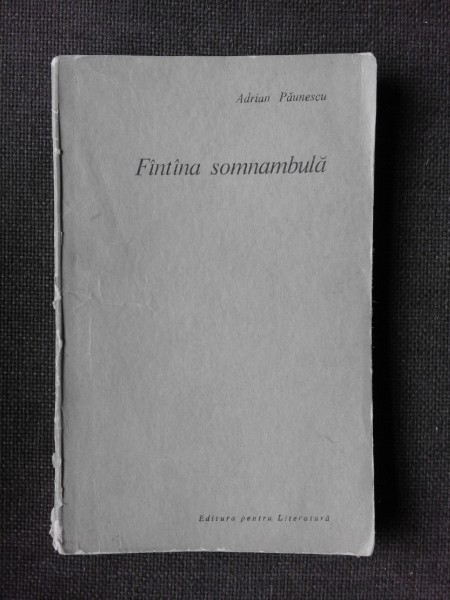 Adrian Păunescu
Fîntîna somnambulă
Editura pentru Literatură